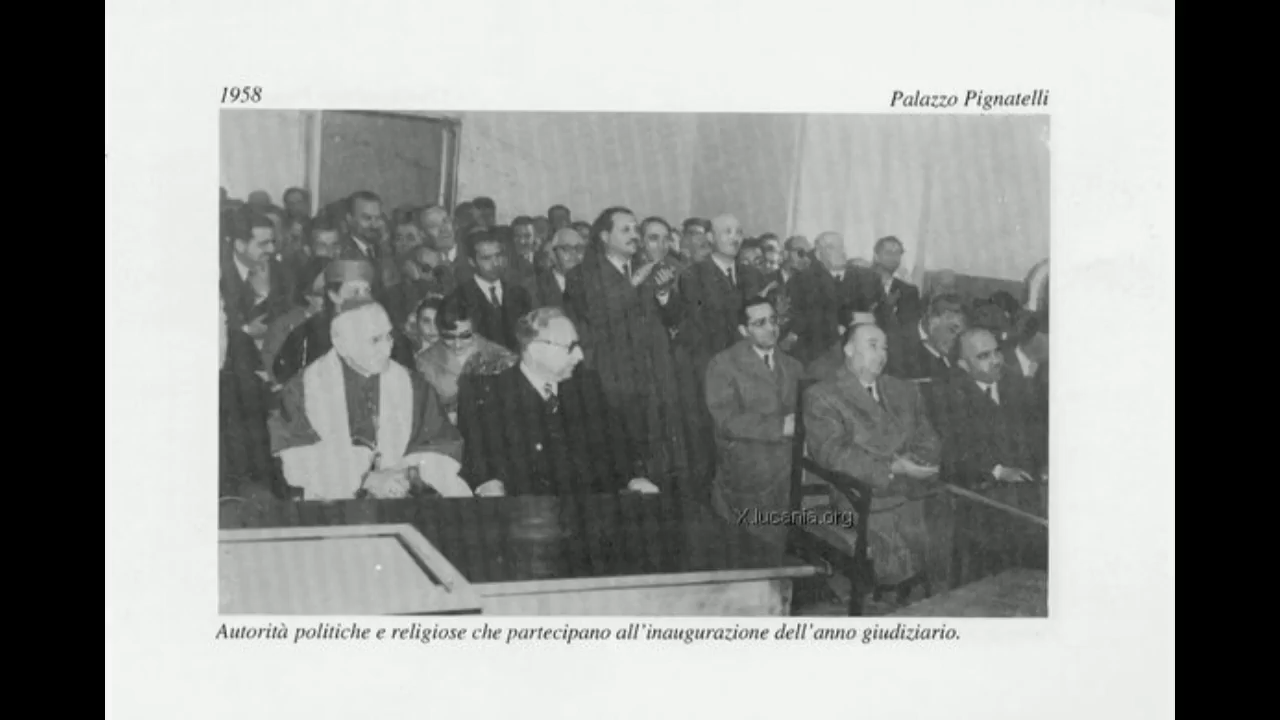 1958
Palazzo Pignatelli
X.lucania.org
Autorità politiche e religiose che partecipano all'inaugurazione dell'anno giudiziario.